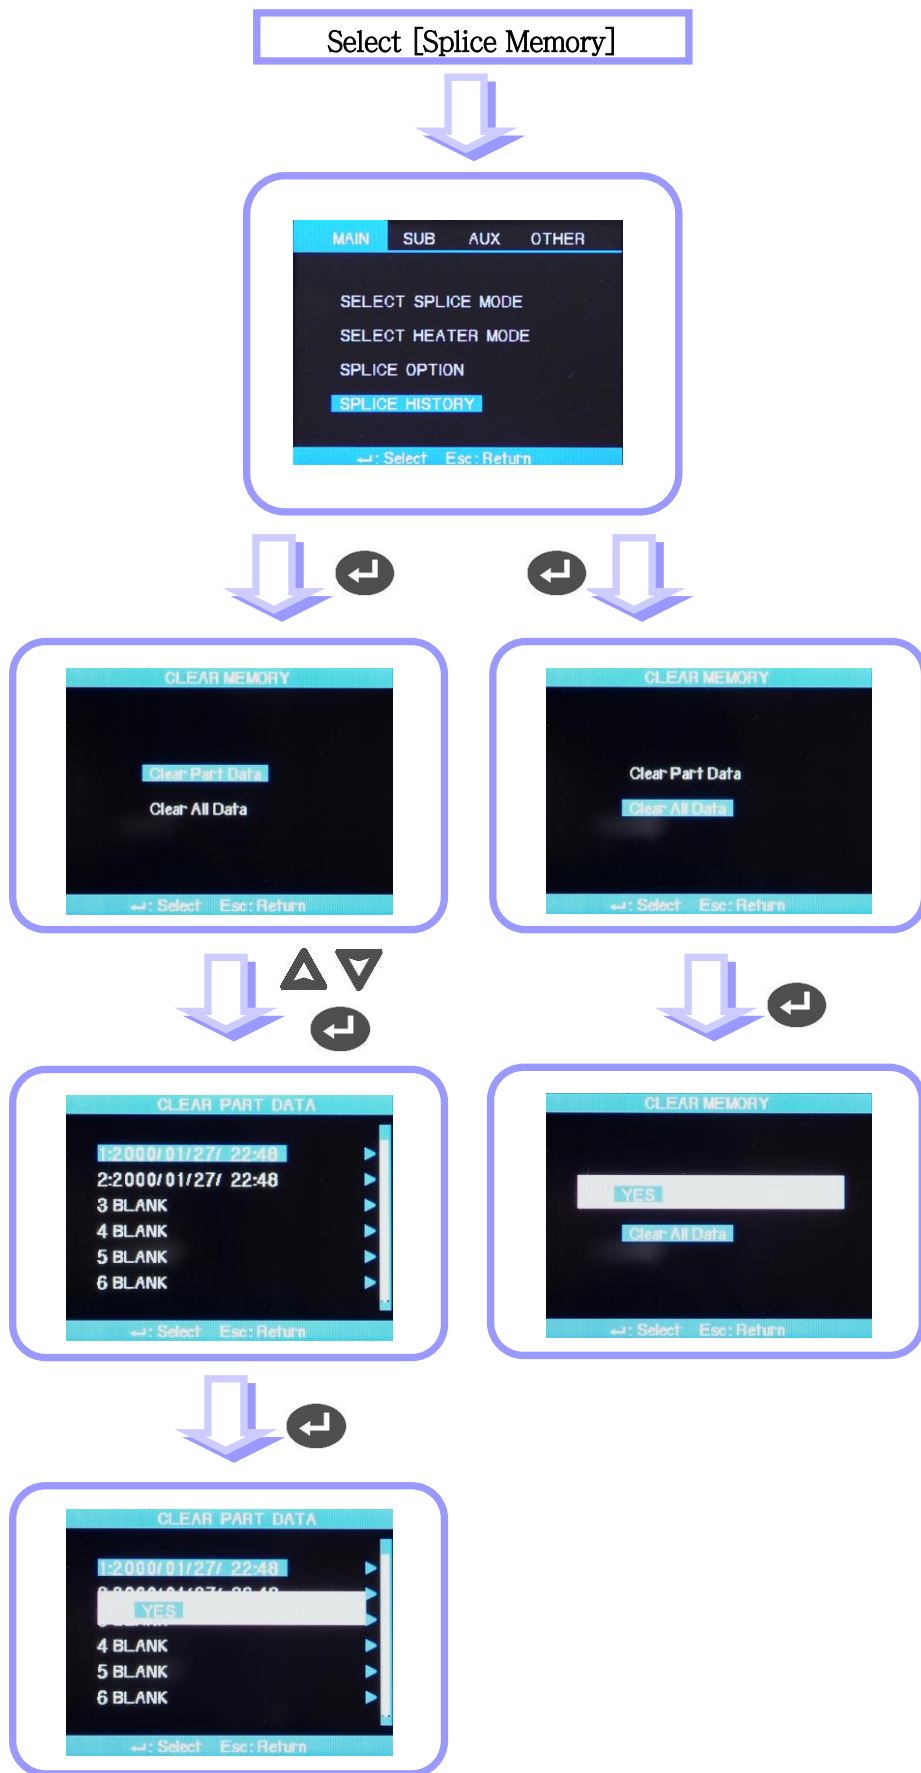 Select [Splice Memory]
MAIN SUB AUX OTHER
SELECT SPLICE MODE
SELECT HEATER MODE
SPLICE OPTION
SPLICE HISTORY
↵: Select Esc: Return
CLEAR MEMORY
Clear Part Data
Clear All Data
↵: Select Esc: Return
CLEAR MEMORY
Clear Part Data
Clear All Data
↵: Select Esc: Return
CLEAR PART DATA
1:2000/01/27/ 22:48
2:2000/01/27/ 22:48
3 BLANK
4 BLANK
5 BLANK
6 BLANK
↵: Select Esc: Return
CLEAR MEMORY
YES
Clear All Data
↵: Select Esc: Return
CLEAR PART DATA
1:2000/01/27/ 22:48
YES
4 BLANK
5 BLANK
6 BLANK
↵: Select Esc: Return